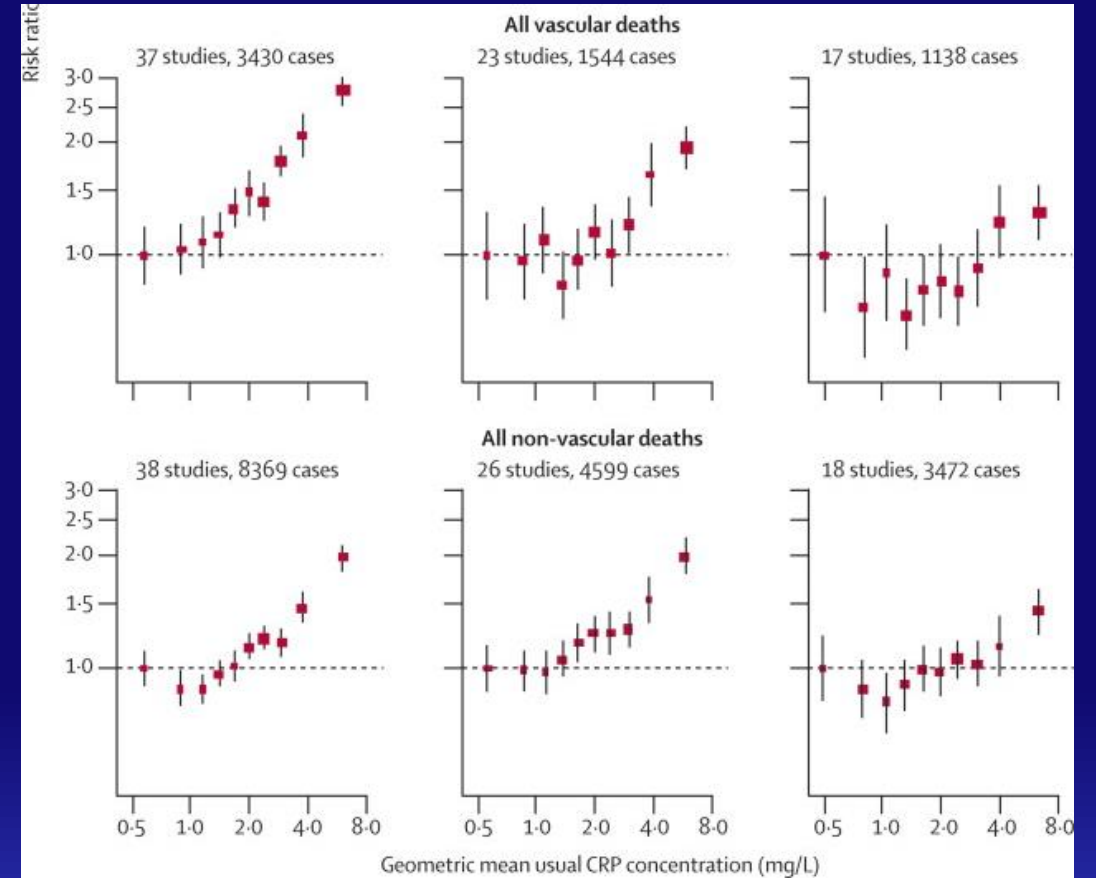 Risk ratio
All vascular deaths
37 studies, 3430 cases
23 studies, 1544 cases
17 studies, 1138 cases
3·0
2·5
2·0
1·5
1·0
All non-vascular deaths
38 studies, 8369 cases
26 studies, 4599 cases
18 studies, 3472 cases
3·0
2·5
2·0
1·5
1·0
0·5 1·0 2·0 4·0 8·0 0·5 1·0 2·0 4·0 8·0 0·5 1·0 2·0 4·0 8·0
Geometric mean usual CRP concentration (mg/L)